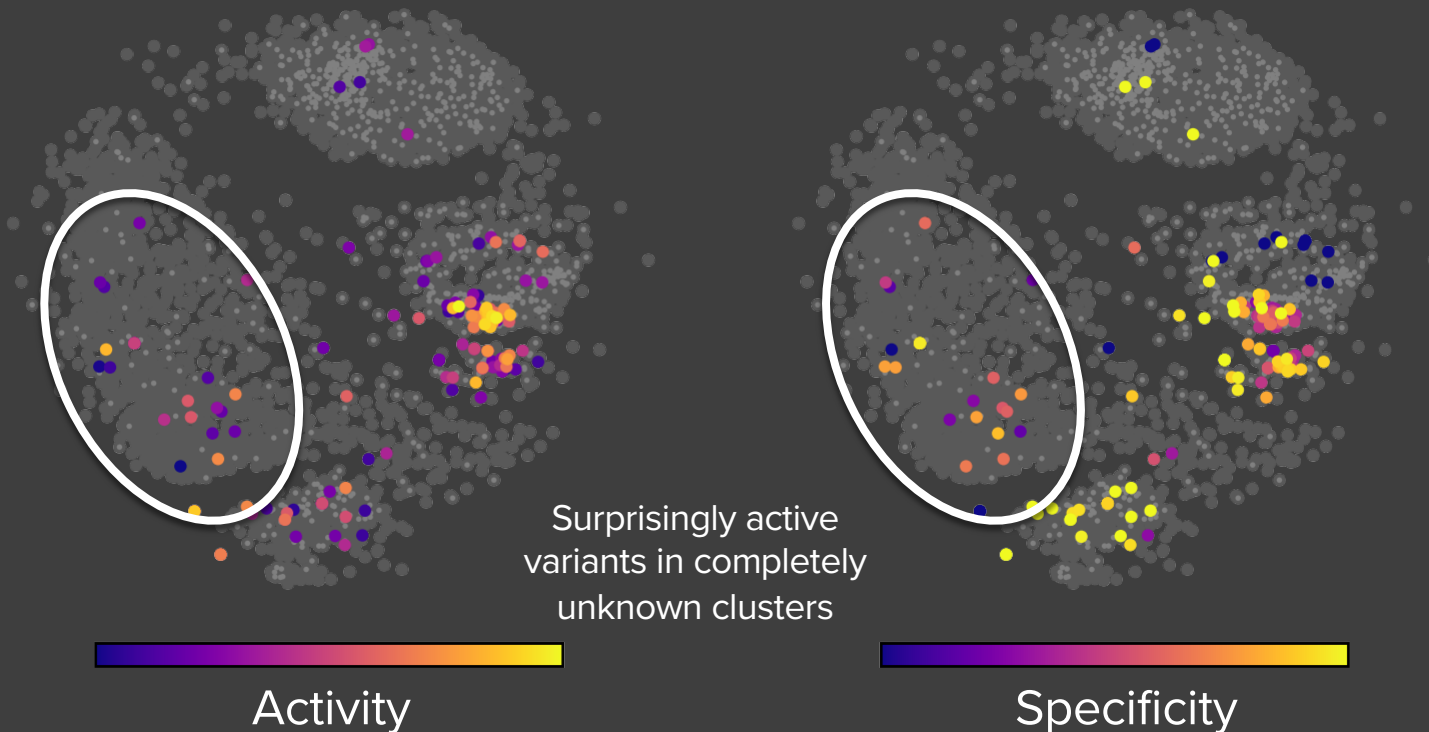 Surprisingly active
variants in completely
unknown clusters
Activity
Specificity